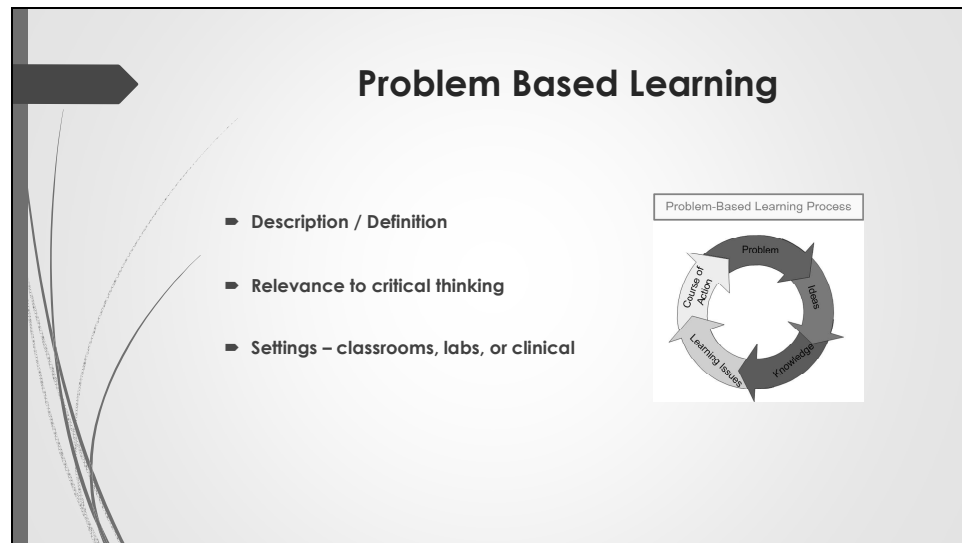 Problem Based Learning
Description / Definition
Relevance to critical thinking
Settings – classrooms, labs, or clinical
Problem-Based Learning Process
Problem
Ideas
Knowledge
Learning Issues
Course of
Action